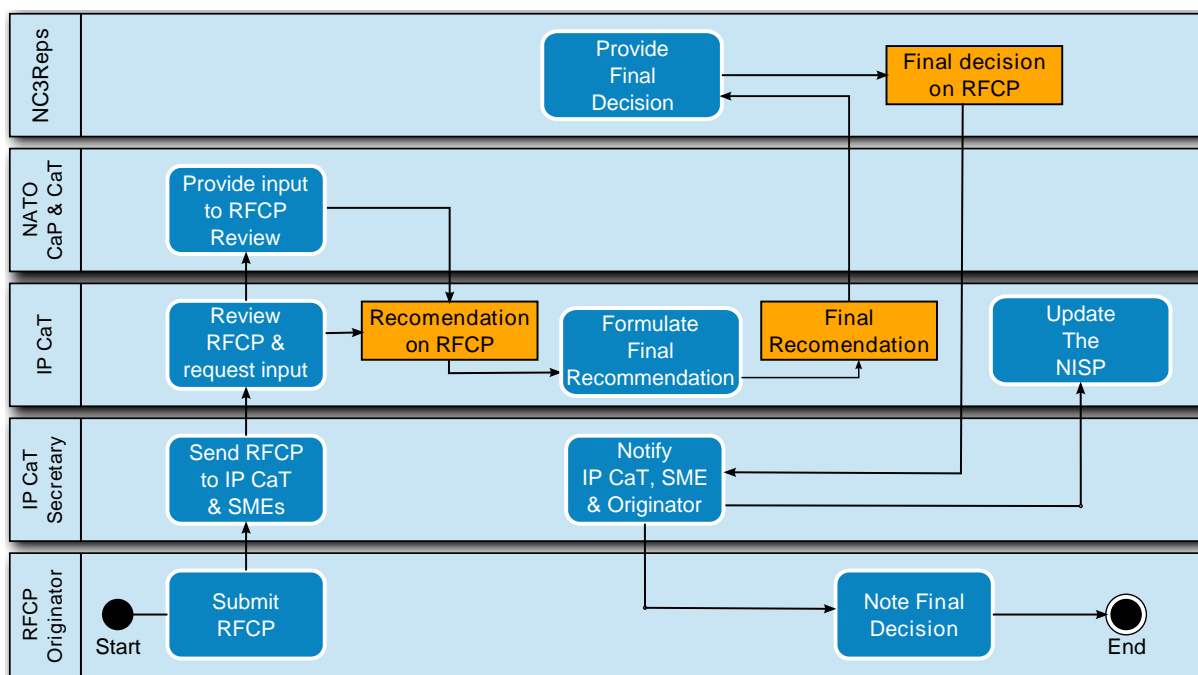 NC3Reps
Provide
Final
Decision
Final decision
on RFCP
NATO
CaP & CaT
Provide input
to RFCP
Review
IP CaT
Review
RFCP &
request input
Recomendation
on RFCP
Formulate
Final
Recommendation
Final
Recomendation
Update
The
NISP
IP CaT
Secretary
Send RFCP
to IP CaT
& SMEs
Notify
IP CaT, SME
& Originator
RFCP
Originator
Start
Submit
RFCP
Note Final
Decision
End